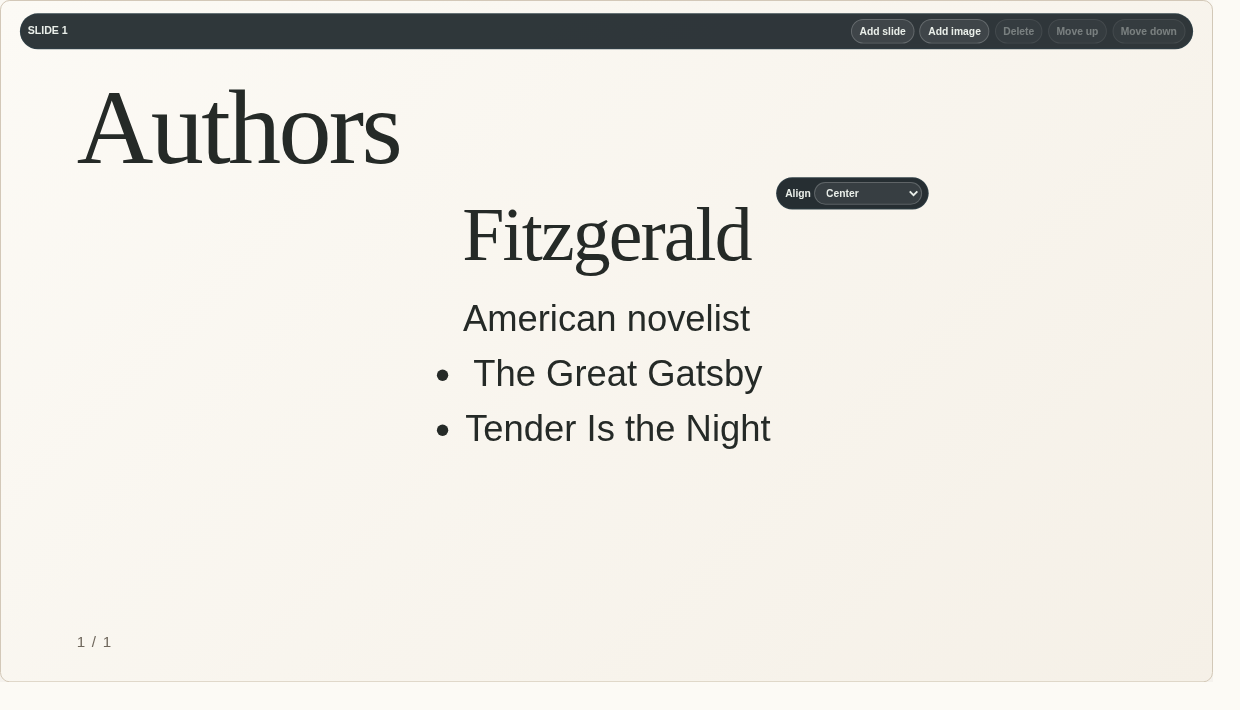 SLIDE 1 Add slide Add image Delete Move up Move down
Authors
Align Center
Fitzgerald
American novelist
• The Great Gatsby
• Tender Is the Night
1 / 1